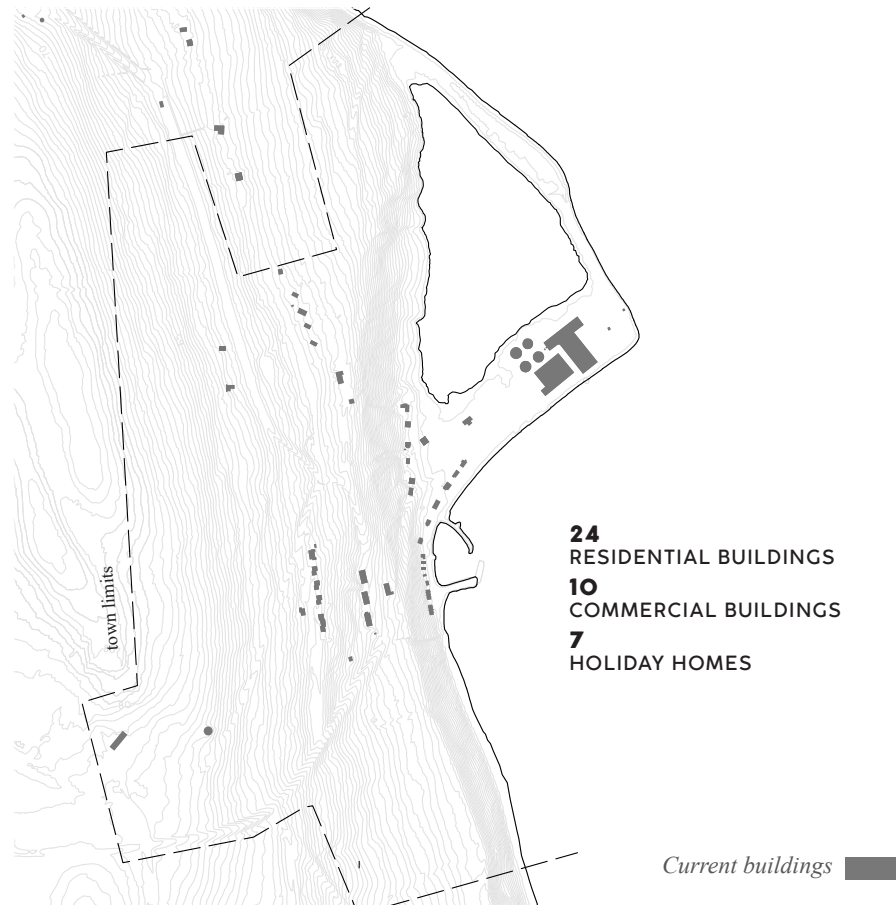 town limits
24
RESIDENTIAL BUILDINGS
10
COMMERCIAL BUILDINGS
7
HOLIDAY HOMES
Current buildings